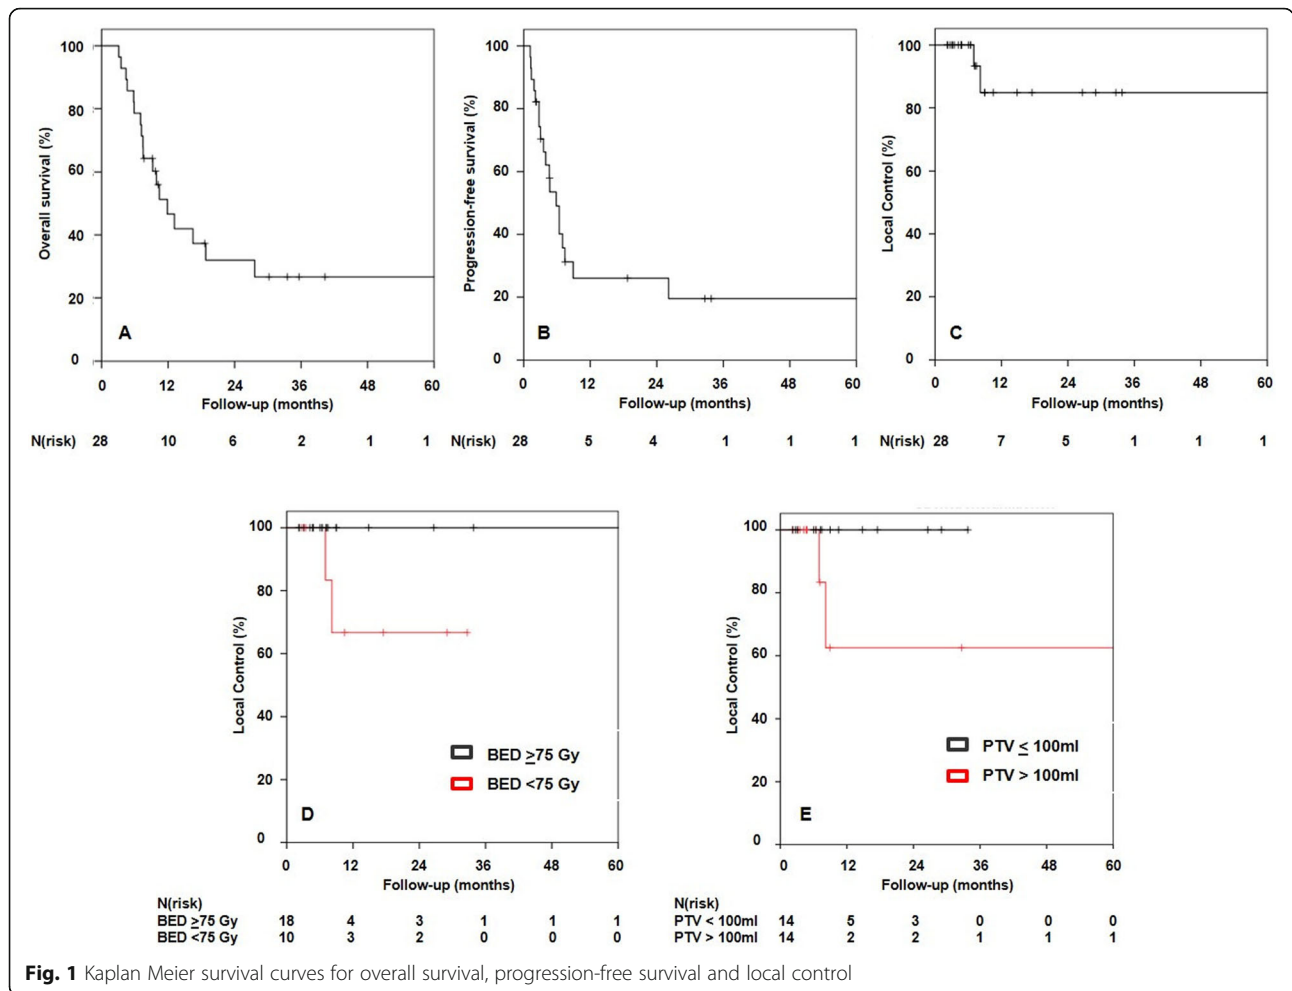 100
80
60
40
20
0
Overall survival (%)
A
0 12 24 36 48 60
Follow-up (months)
N(risk) 28 10 6 2 1 1
100
80
60
40
20
0
Progression-free survival (%)
B
0 12 24 36 48 60
Follow-up (months)
N(risk) 28 5 4 1 1 1
100
80
60
40
20
0
Local Control (%)
C
0 12 24 36 48 60
Follow-up (months)
N(risk) 28 7 5 1 1 1
100
80
60
40
20
0
Local Control (%)
BED ≥75 Gy
BED <75 Gy
D
0 12 24 36 48 60
Follow-up (months)
N(risk)
BED ≥75 Gy 18 4 3 1 1 1
BED <75 Gy 10 3 2 0 0 0
100
80
60
40
20
0
Local Control (%)
PTV ≤ 100ml
PTV > 100ml
E
0 12 24 36 48 60
Follow-up (months)
N(risk)
PTV < 100ml 14 5 3 0 0 0
PTV > 100ml 14 2 2 1 1 1
Fig. 1 Kaplan Meier survival curves for overall survival, progression-free survival and local control